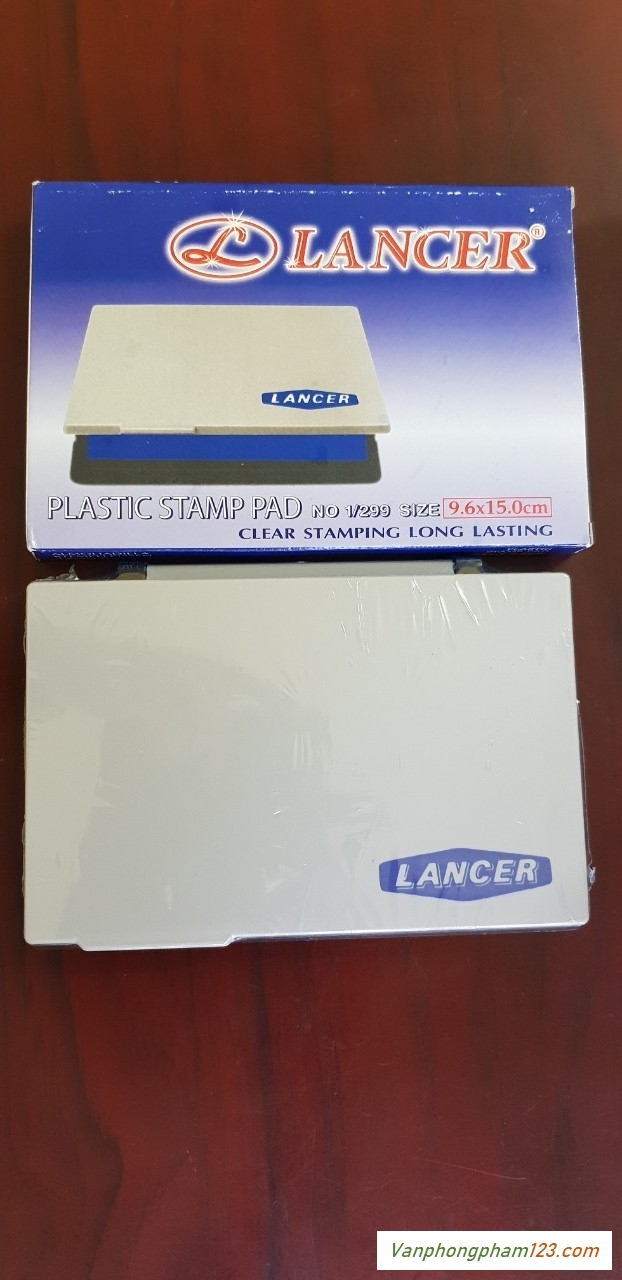 L LANCER®
LANCER
PLASTIC STAMP PAD NO 1/299 SIZE 9.6x15.0cm
CLEAR STAMPING LONG LASTING
LANCER
Vanphongpham123.com